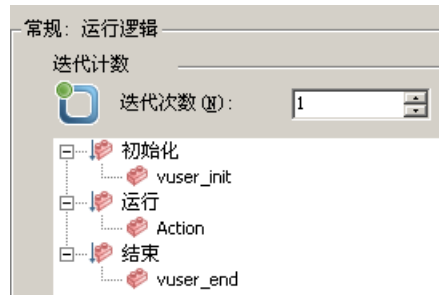 常规: 运行逻辑
迭代计数
迭代次数(N): 1
初始化
vuser_init
运行
Action
结束
vuser_end